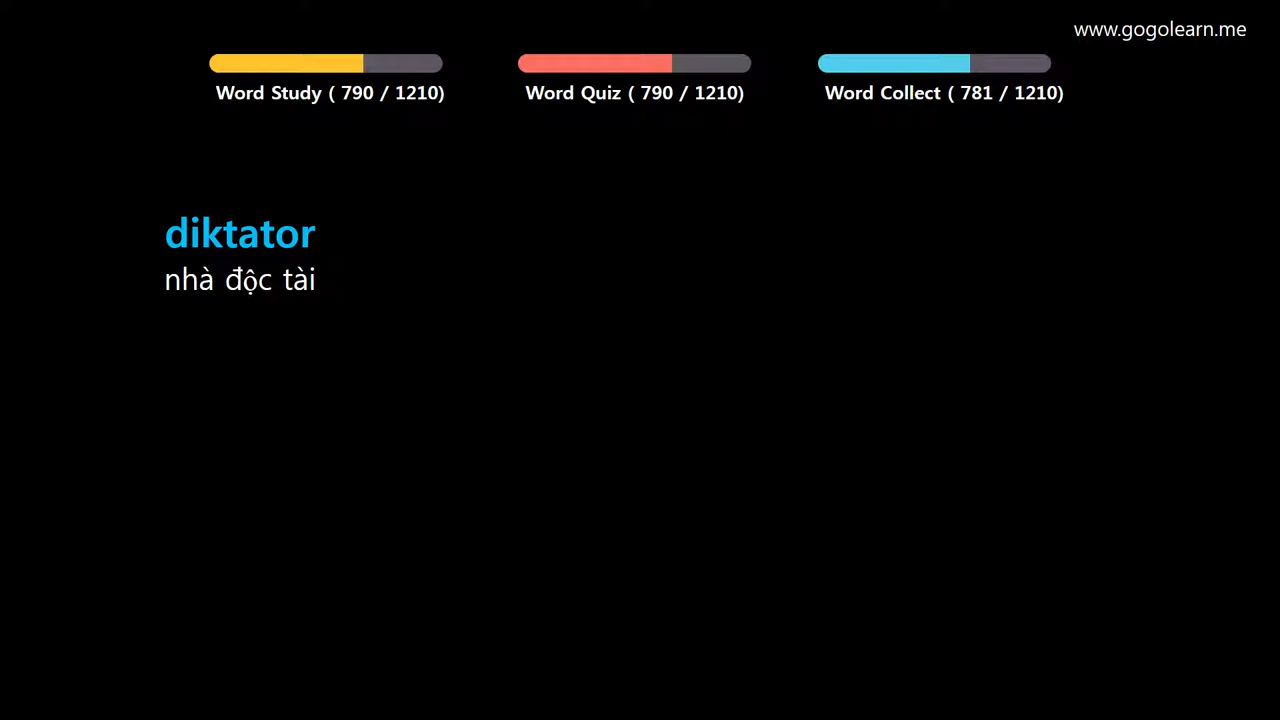 www.gogolearn.me
Word Study ( 790 / 1210)
Word Quiz ( 790 / 1210)
Word Collect ( 781 / 1210)
diktator
nhà độc tài